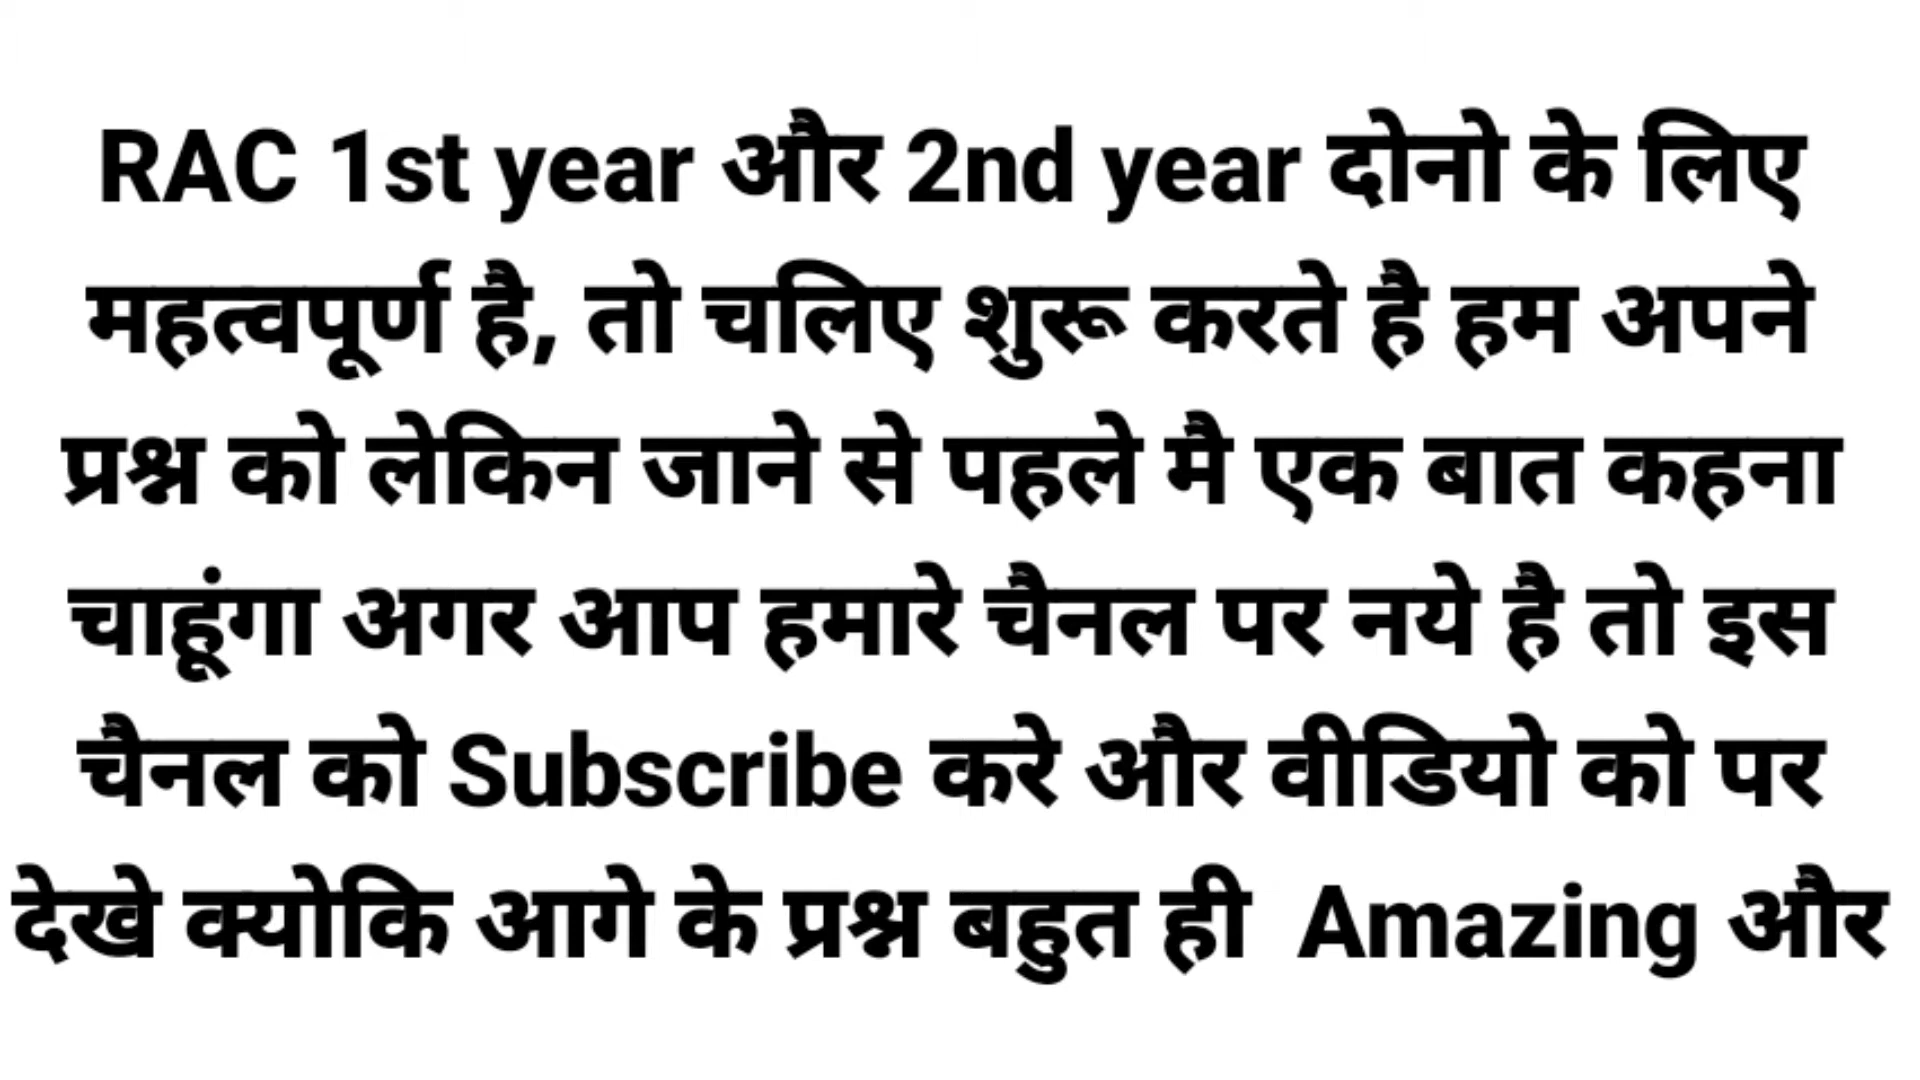 RAC 1st year और 2nd year दोनो के लिए
महत्वपूर्ण है, तो चलिए शुरू करते है हम अपने
प्रश्न को लेकिन जाने से पहले मै एक बात कहना
चाहूंगा अगर आप हमारे चैनल पर नये है तो इस
चैनल को Subscribe करे और वीडियो को पर
देखे क्योकि आगे के प्रश्न बहुत ही Amazing और